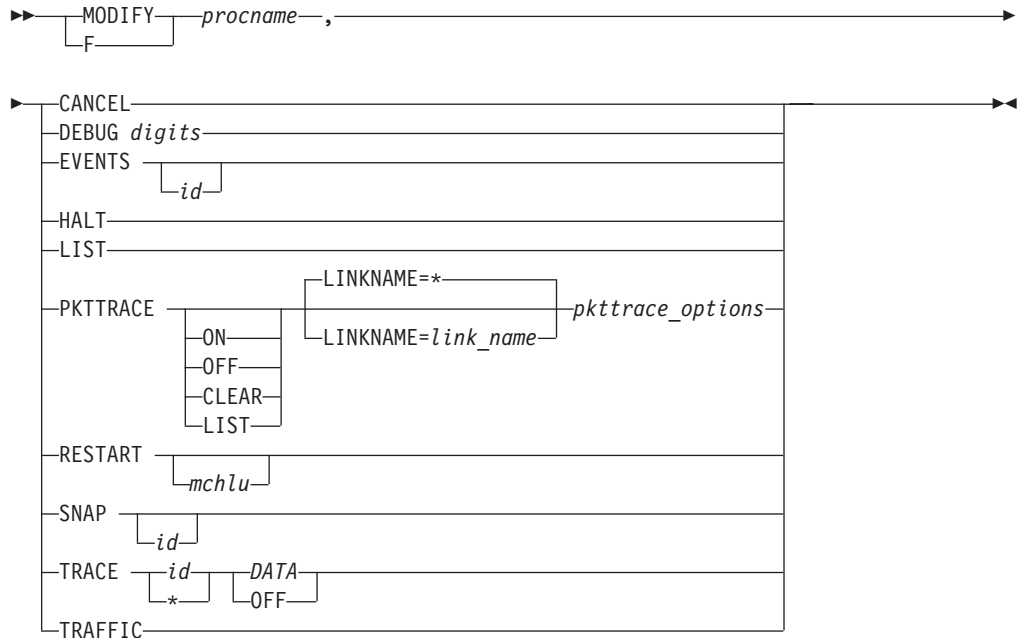 MODIFY procname ,
F
CANCEL
DEBUG digits
EVENTS
id
HALT
LIST
LINKNAME=*
PKTTRACE pkttrace_options
ON LINKNAME=link_name
OFF
CLEAR
LIST
RESTART
mchlu
SNAP
id
TRACE id DATA
* OFF
TRAFFIC